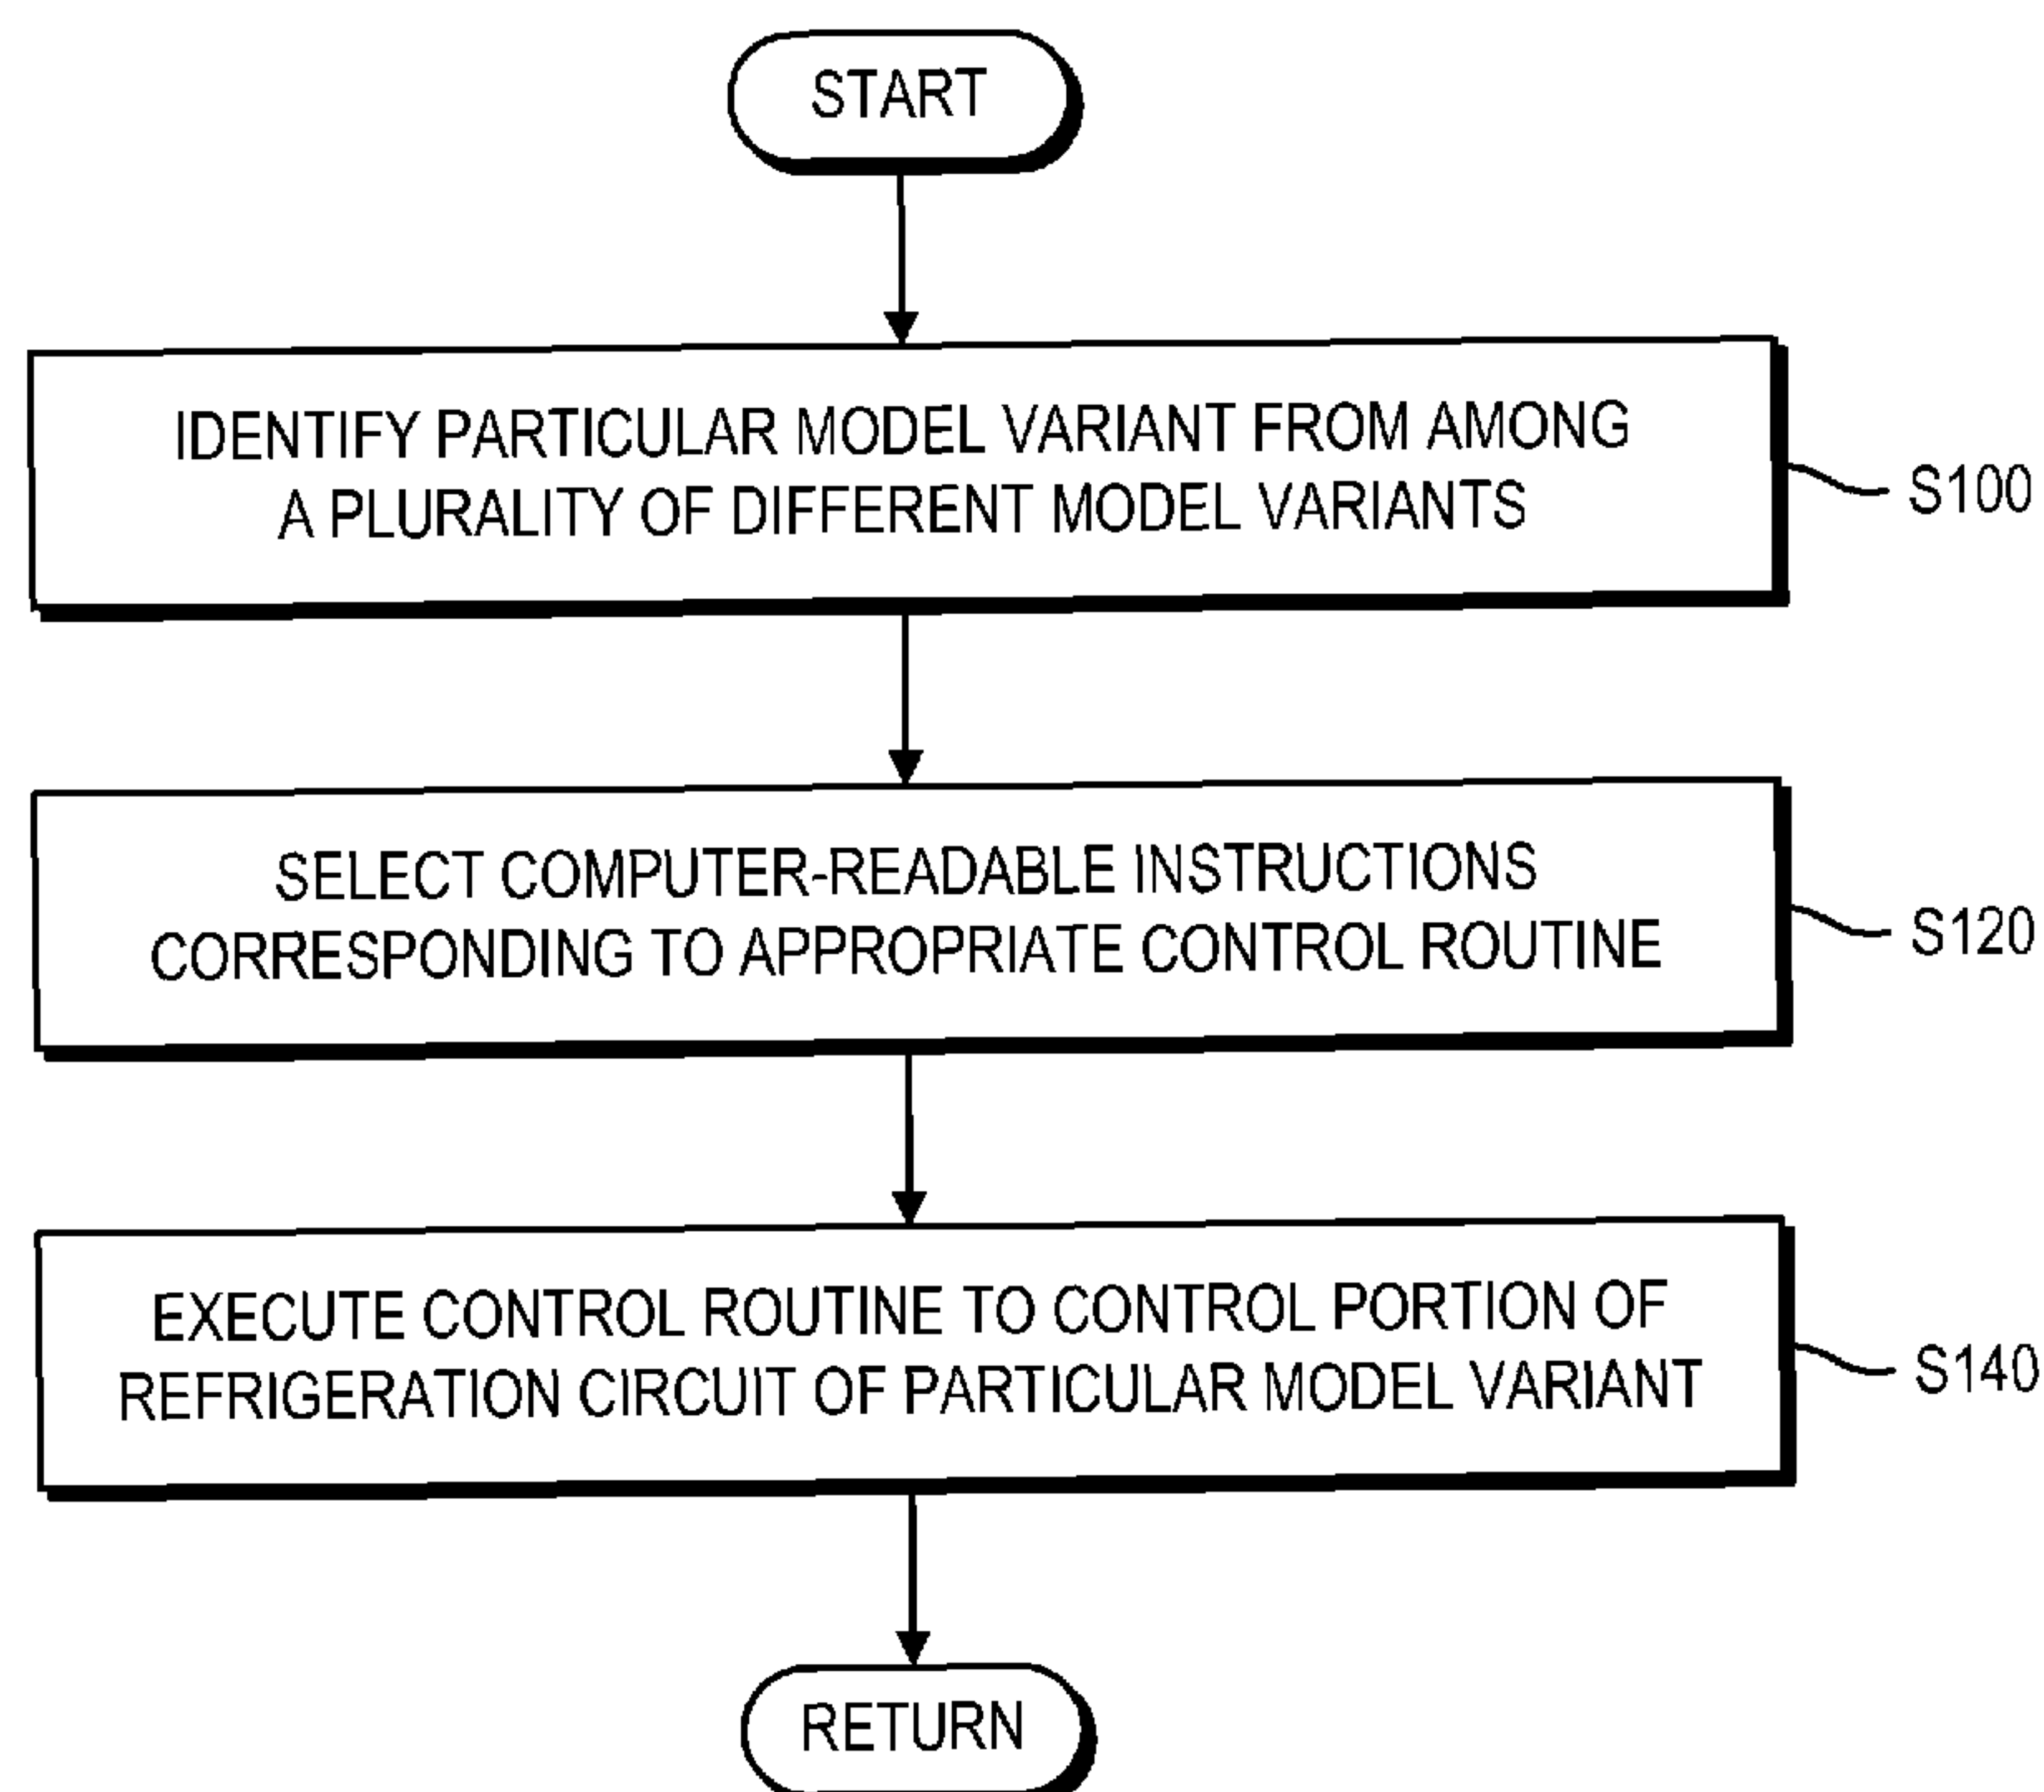 START
IDENTIFY PARTICULAR MODEL VARIANT FROM AMONG
A PLURALITY OF DIFFERENT MODEL VARIANTS
S100
SELECT COMPUTER-READABLE INSTRUCTIONS
CORRESPONDING TO APPROPRIATE CONTROL ROUTINE
S120
EXECUTE CONTROL ROUTINE TO CONTROL PORTION OF
REFRIGERATION CIRCUIT OF PARTICULAR MODEL VARIANT
S140
RETURN